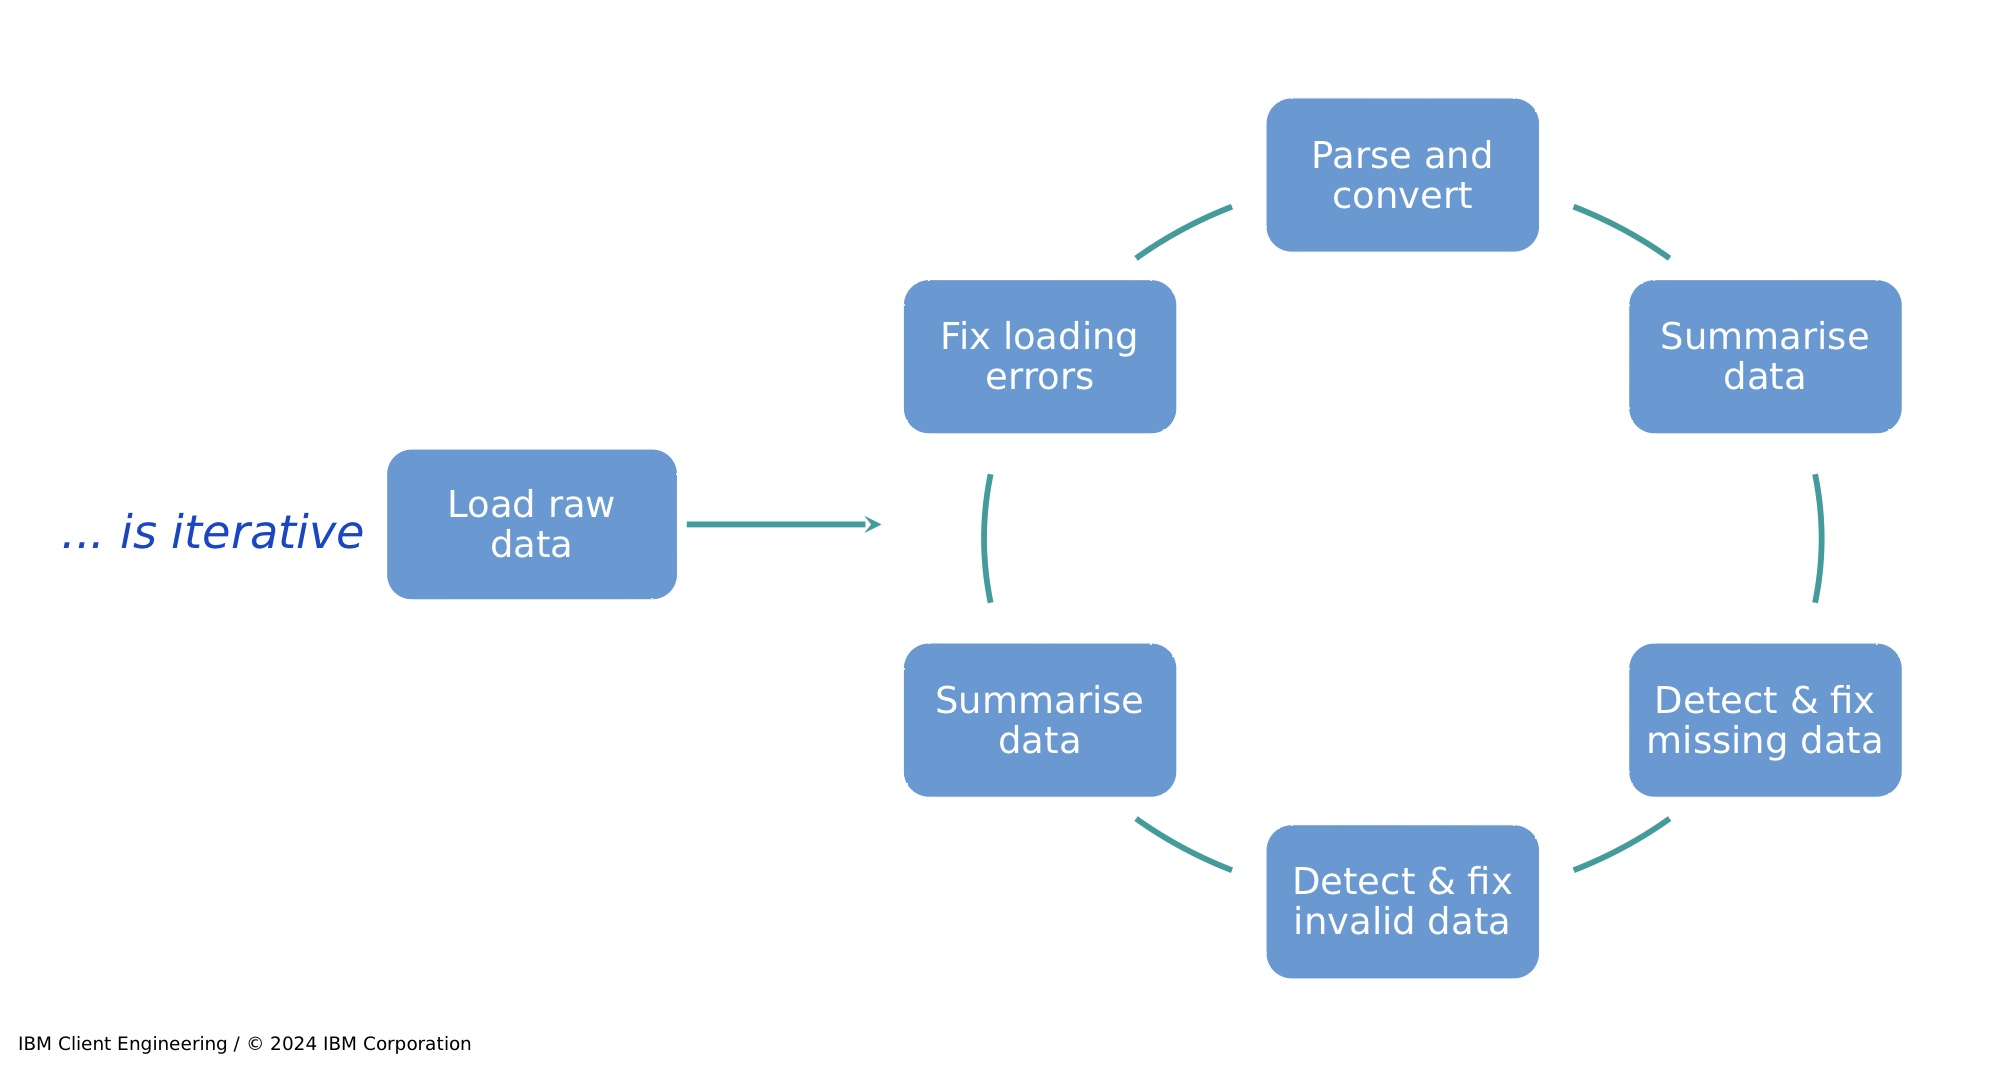 ... is iterative
Load raw
data
Fix loading
errors
Parse and
convert
Summarise
data
Detect & fix
missing data
Detect & fix
invalid data
Summarise
data
IBM Client Engineering / © 2024 IBM Corporation